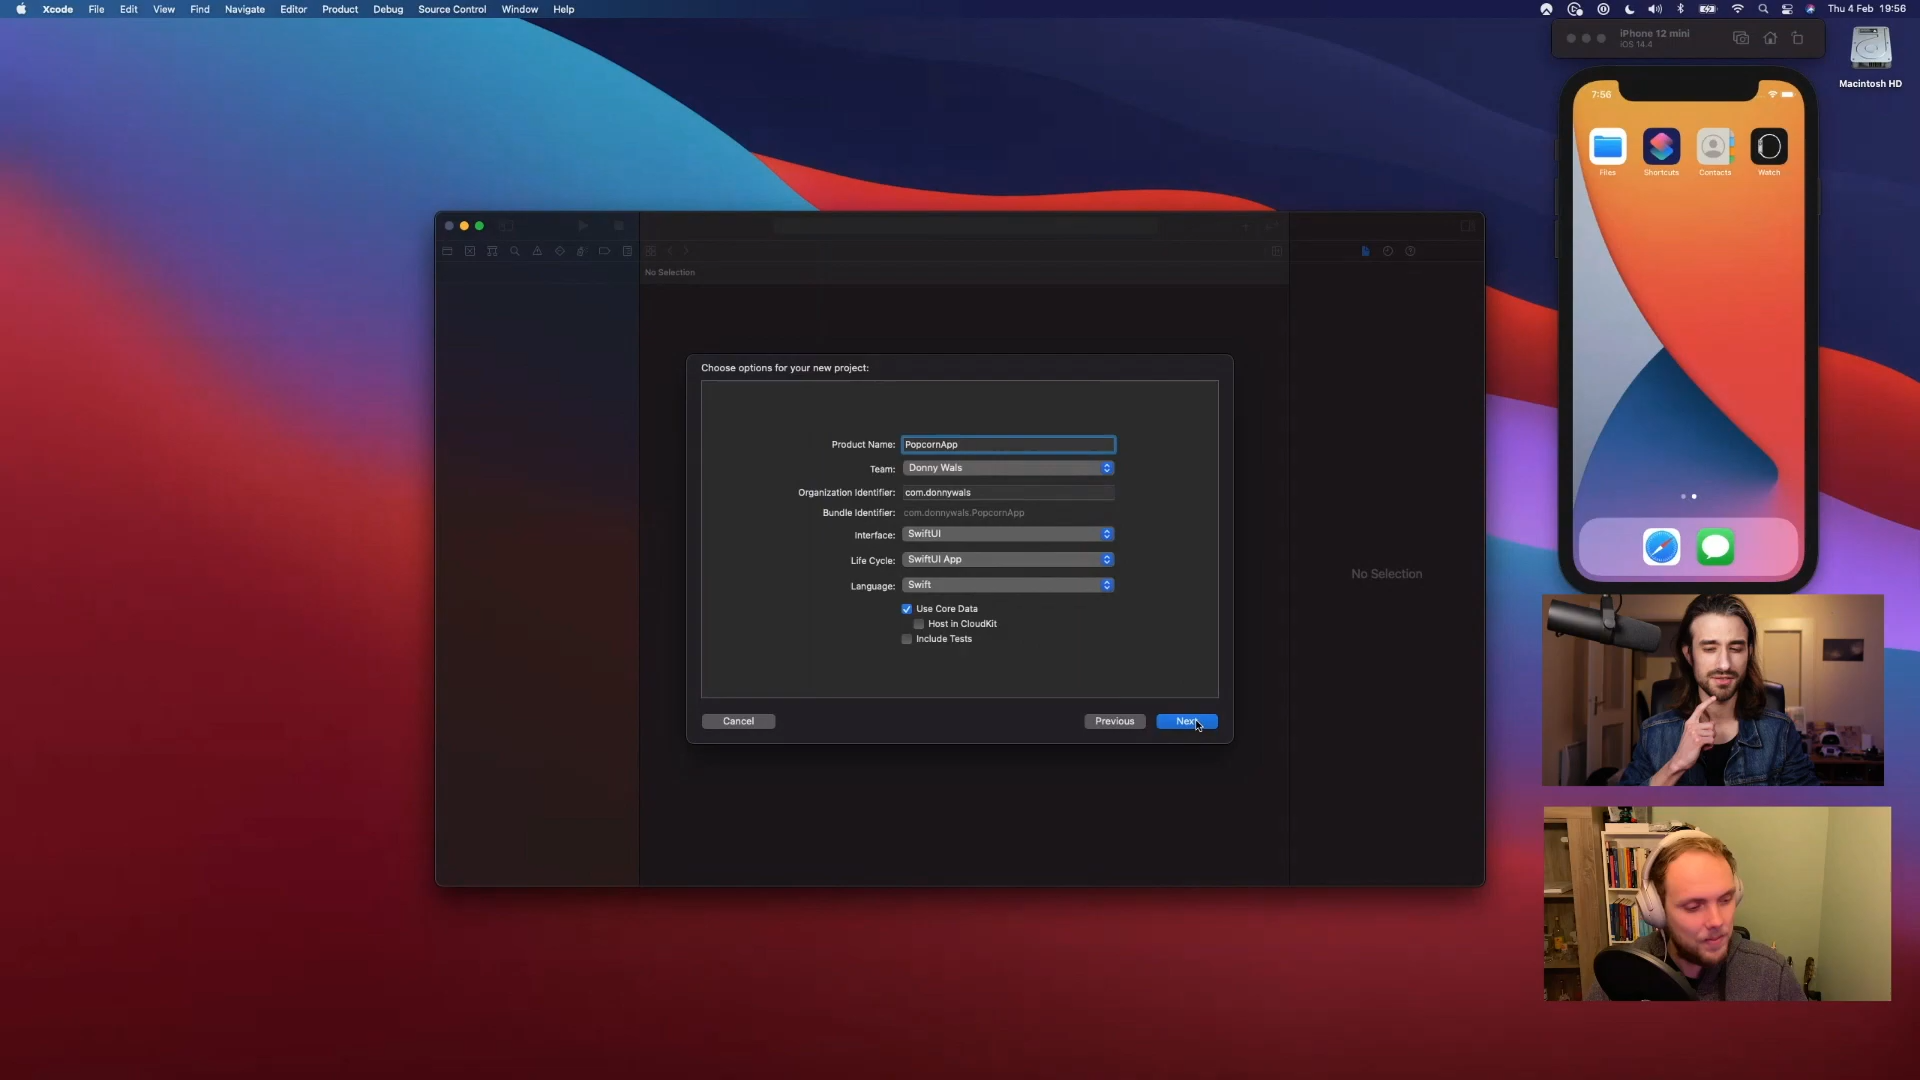 Xcode File Edit View Find Navigate Editor Product Debug Source Control Window Help
Thu 4 Feb 19:56
iPhone 12 mini
iOS 14.4
Macintosh HD
7:56
Files Shortcuts Contacts Watch
No Selection
Choose options for your new project:
Product Name: PopcornApp
Team: Donny Wals
Organization Identifier: com.donnywals
Bundle Identifier: com.donnywals.PopcornApp
Interface: SwiftUI
Life Cycle: SwiftUI App
Language: Swift
Use Core Data
Host in CloudKit
Include Tests
No Selection
Cancel Previous Next